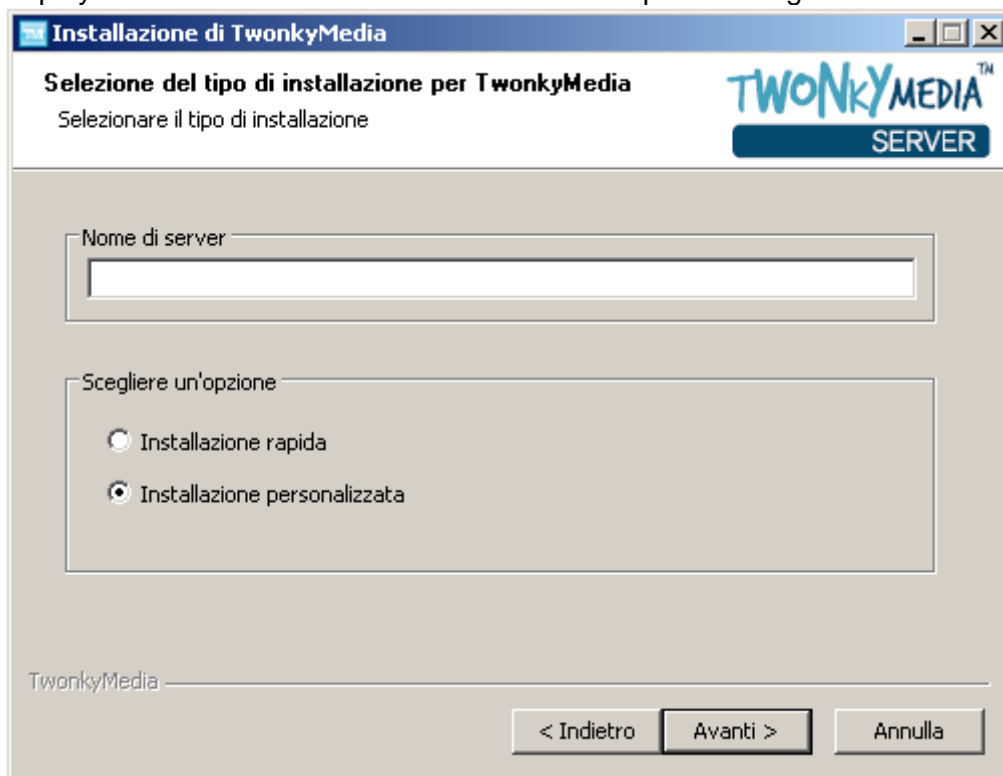 Installazione di TwonkyMedia
Selezione del tipo di installazione per TwonkyMedia
Selezionare il tipo di installazione
TWONKYMEDIA™
SERVER
Nome di server
Scegliere un'opzione
Installazione rapida
Installazione personalizzata
TwonkyMedia
< Indietro Avanti > Annulla